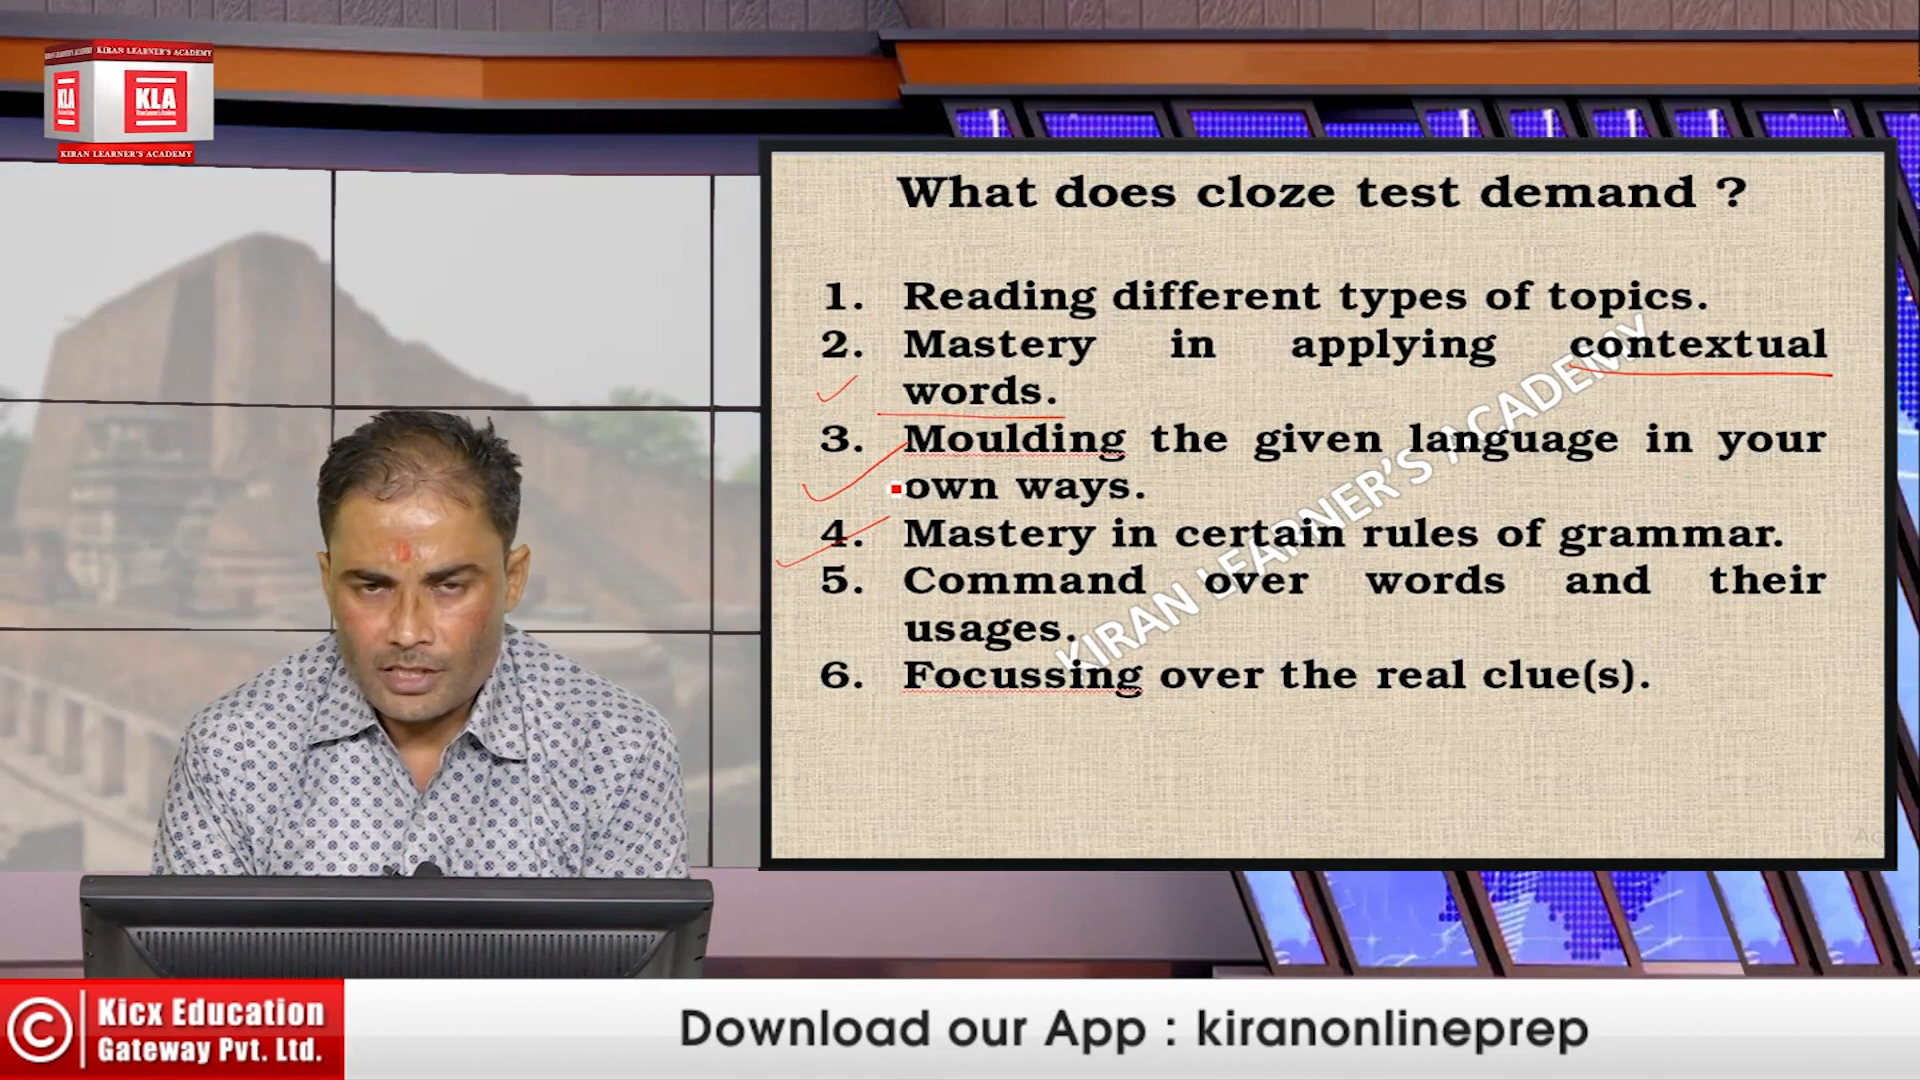 KIRAN LEARNER'S ACADEMY
KLA
KLA
KIRAN LEARNER'S ACADEMY
What does cloze test demand ?
1. Reading different types of topics.
2. Mastery in applying contextual
words.
3. Moulding the given language in your
own ways.
4. Mastery in certain rules of grammar.
5. Command over words and their
usages.
6. Focussing over the real clue(s).
KIRAN LEARNER'S ACADEMY
© Kicx Education
Gateway Pvt. Ltd.
Download our App : kiranonlineprep